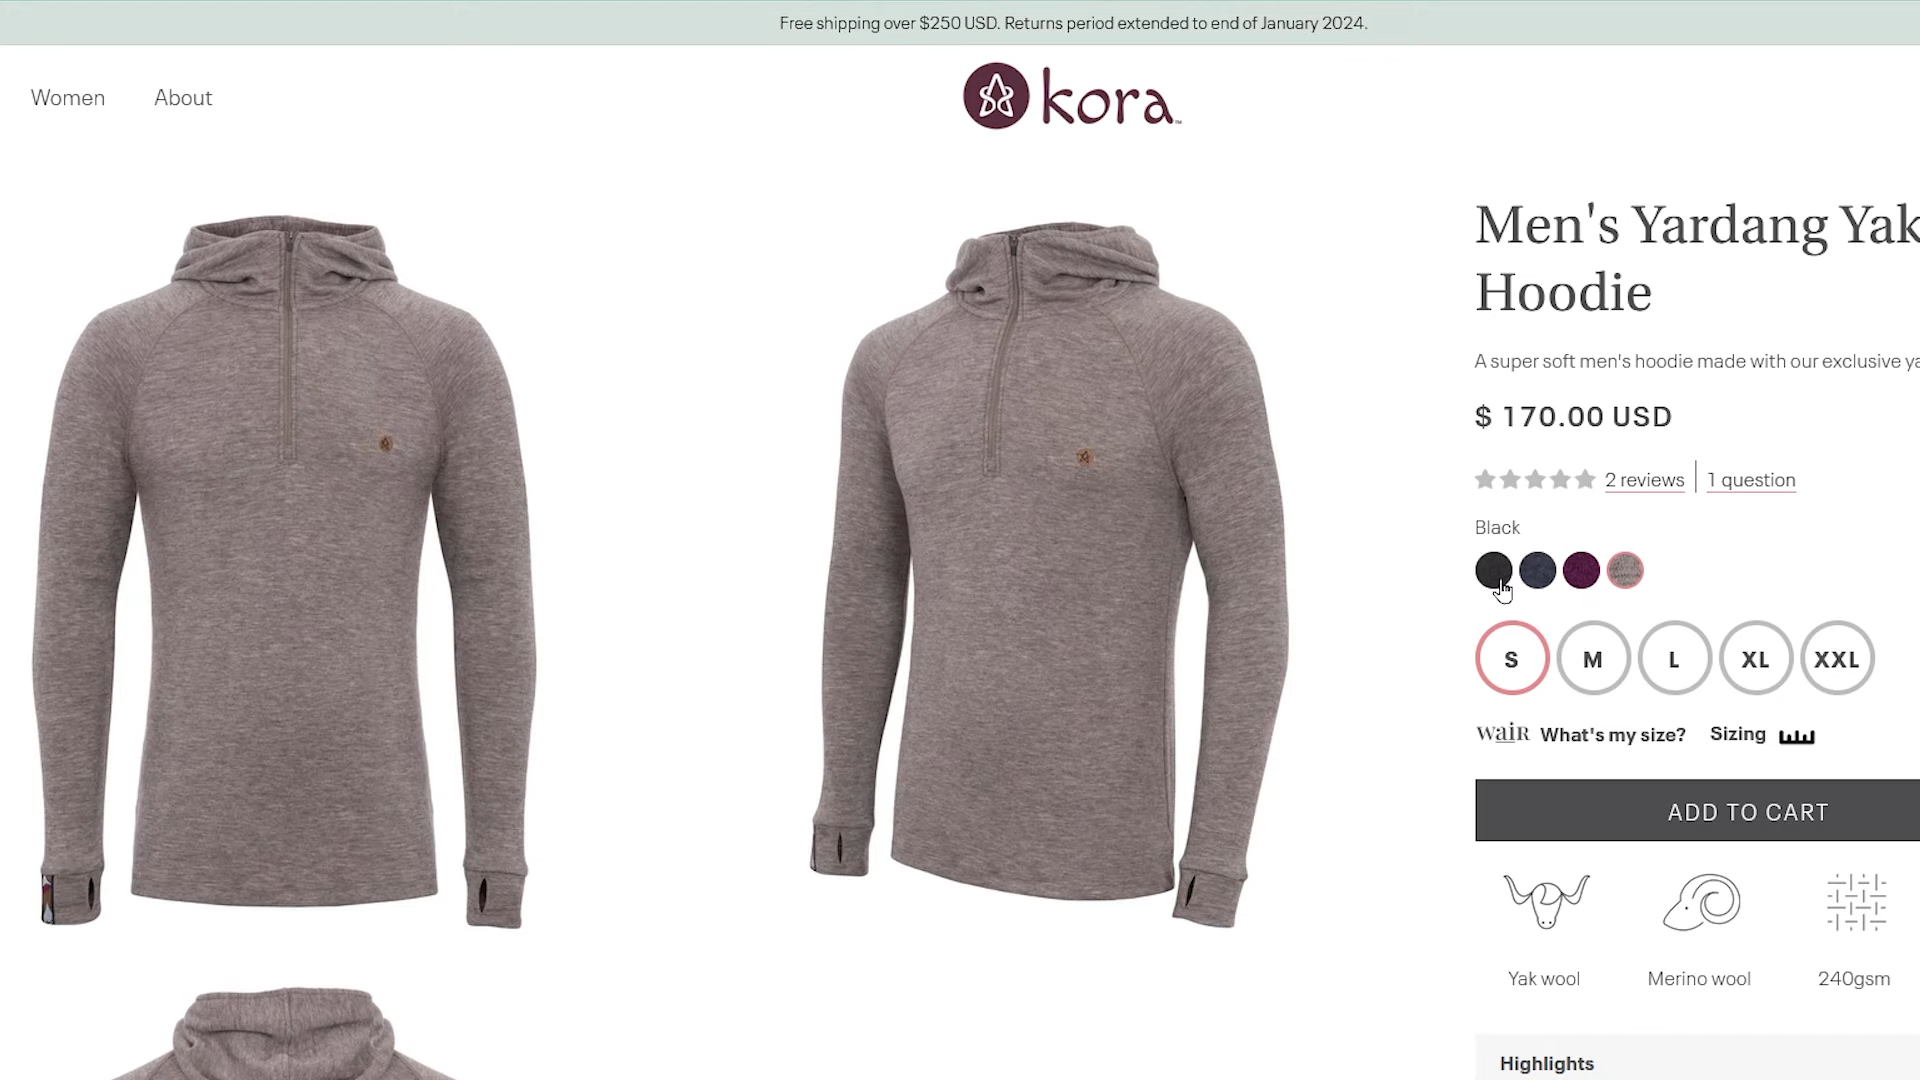 Free shipping over $250 USD. Returns period extended to end of January 2024.
Women About
kora™
Men's Yardang Yak
Hoodie
A super soft men's hoodie made with our exclusive
$ 170.00 USD
2 reviews 1 question
Black
S M L XL XXL
waiR What's my size? Sizing
ADD TO CART
Yak wool Merino wool 240gsm
Highlights